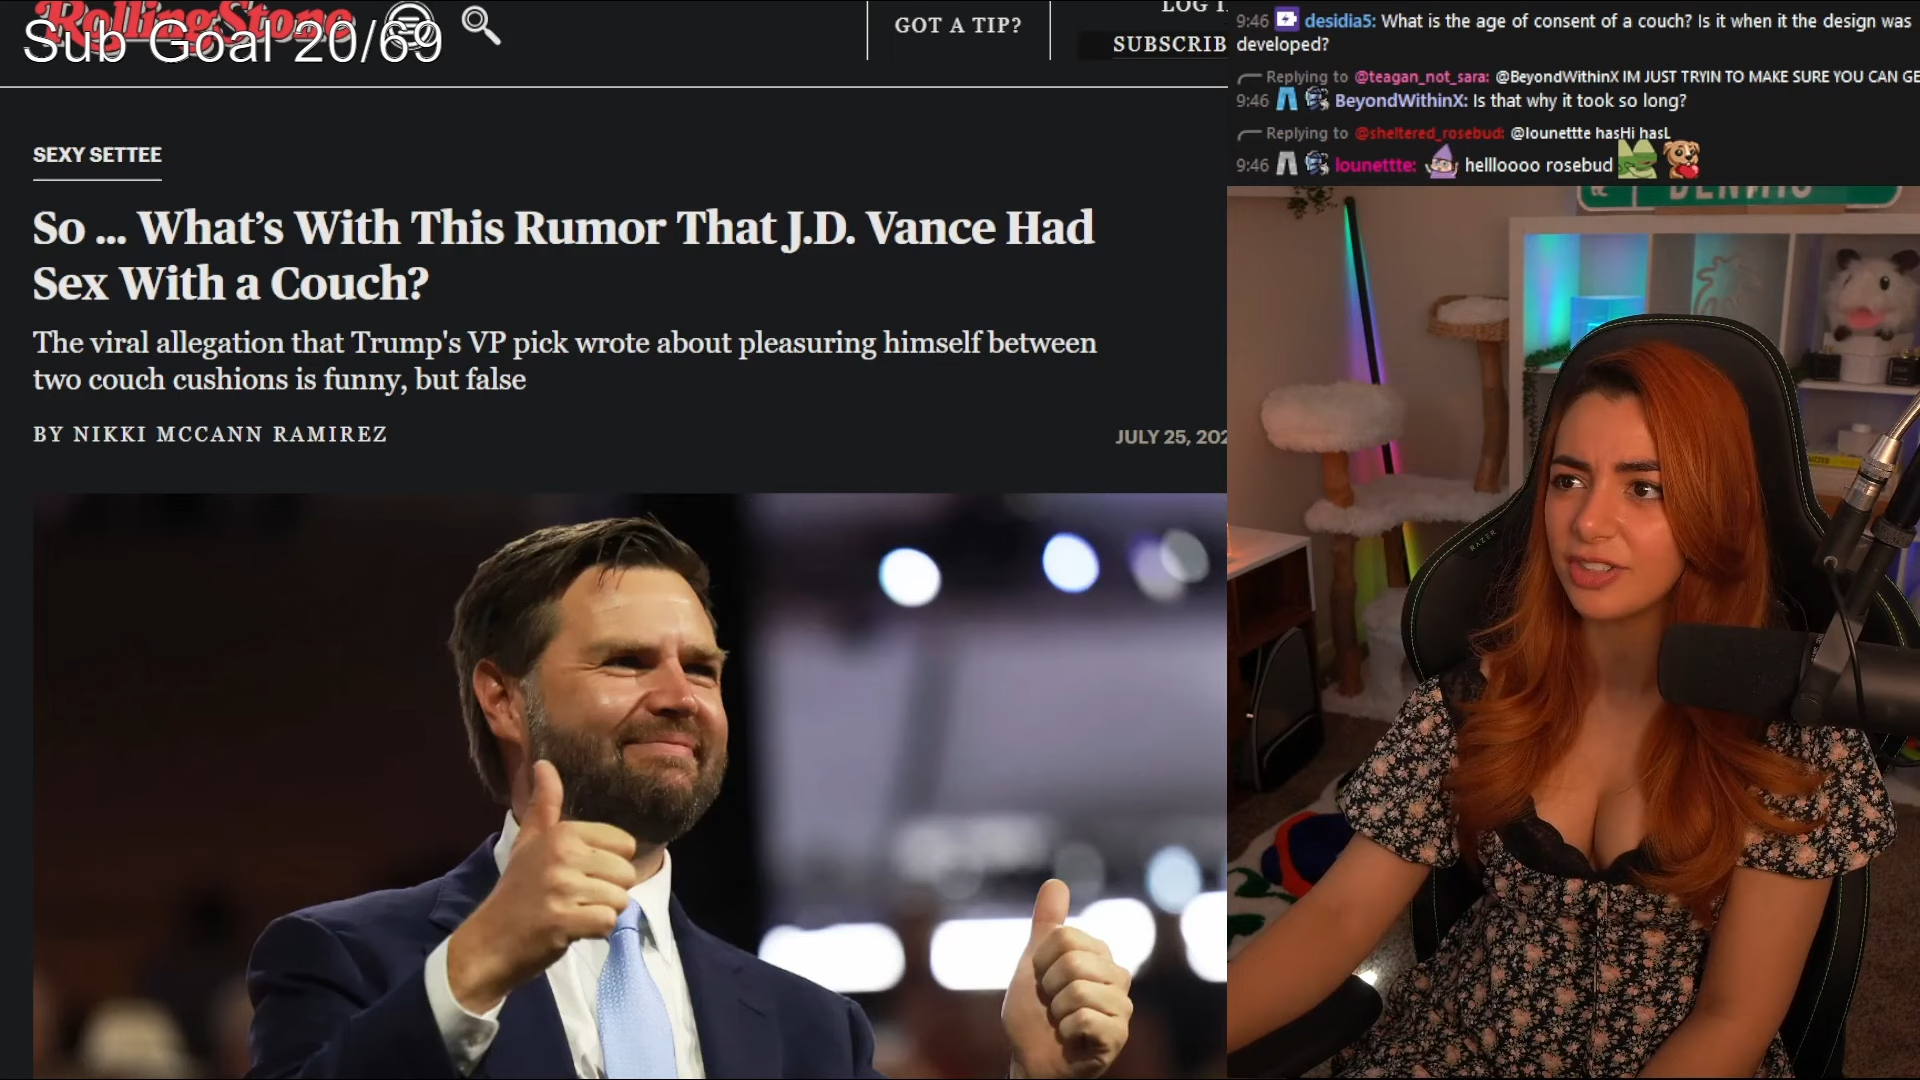 RollingStone
Sub Goal 20/69
GOT A TIP?
LOG I
SUBSCRIB
SEXY SETTEE
So ... What's With This Rumor That J.D. Vance Had
Sex With a Couch?
The viral allegation that Trump's VP pick wrote about pleasuring himself between
two couch cushions is funny, but false
BY NIKKI MCCANN RAMIREZ
JULY 25, 202
9:46 desidia5: What is the age of consent of a couch? Is it when it the design was
developed?
Replying to @teagan_not_sara: @BeyondWithinX IM JUST TRYIN TO MAKE SURE YOU CAN GE
9:46 BeyondWithinX: Is that why it took so long?
Replying to @sheltered_rosebud: @lounettte hasHi hasL
9:46 lounettte: hellloooo rosebud
RAZER